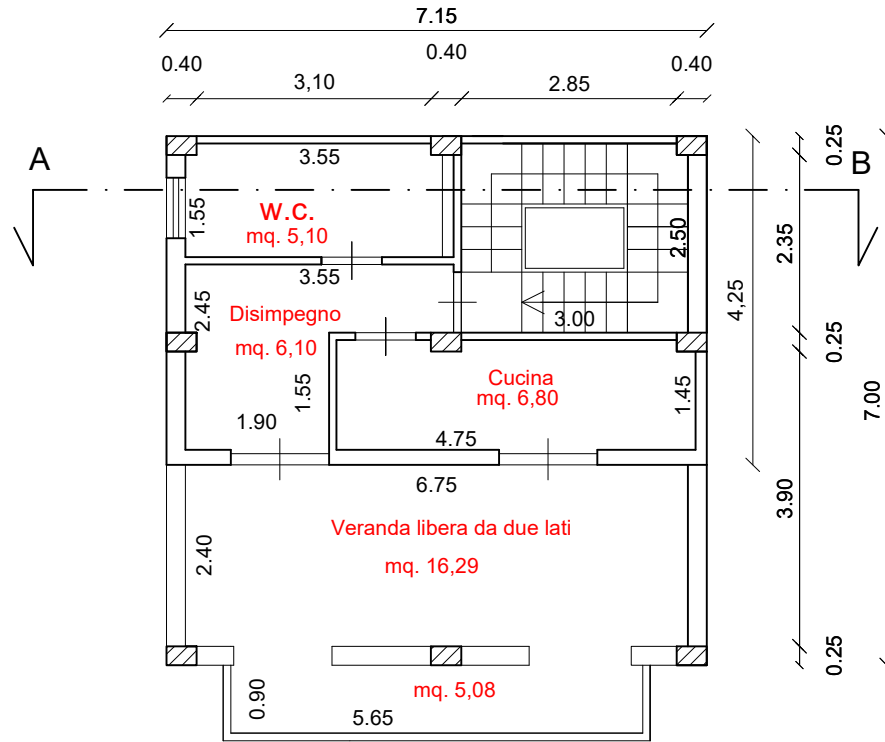 7.15
0.40
0.40
0.40
3,10
2.85
A
B
0.25
3.55
1.55
W.C.
mq. 5,10
2.50
2.35
3.55
2.45
Disimpegno
mq. 6,10
3.00
4,25
0.25
1.55
Cucina
mq. 6,80
1.45
7.00
1.90
4.75
6.75
3.90
Veranda libera da due lati
mq. 16,29
2.40
0.25
mq. 5,08
0.90
5.65